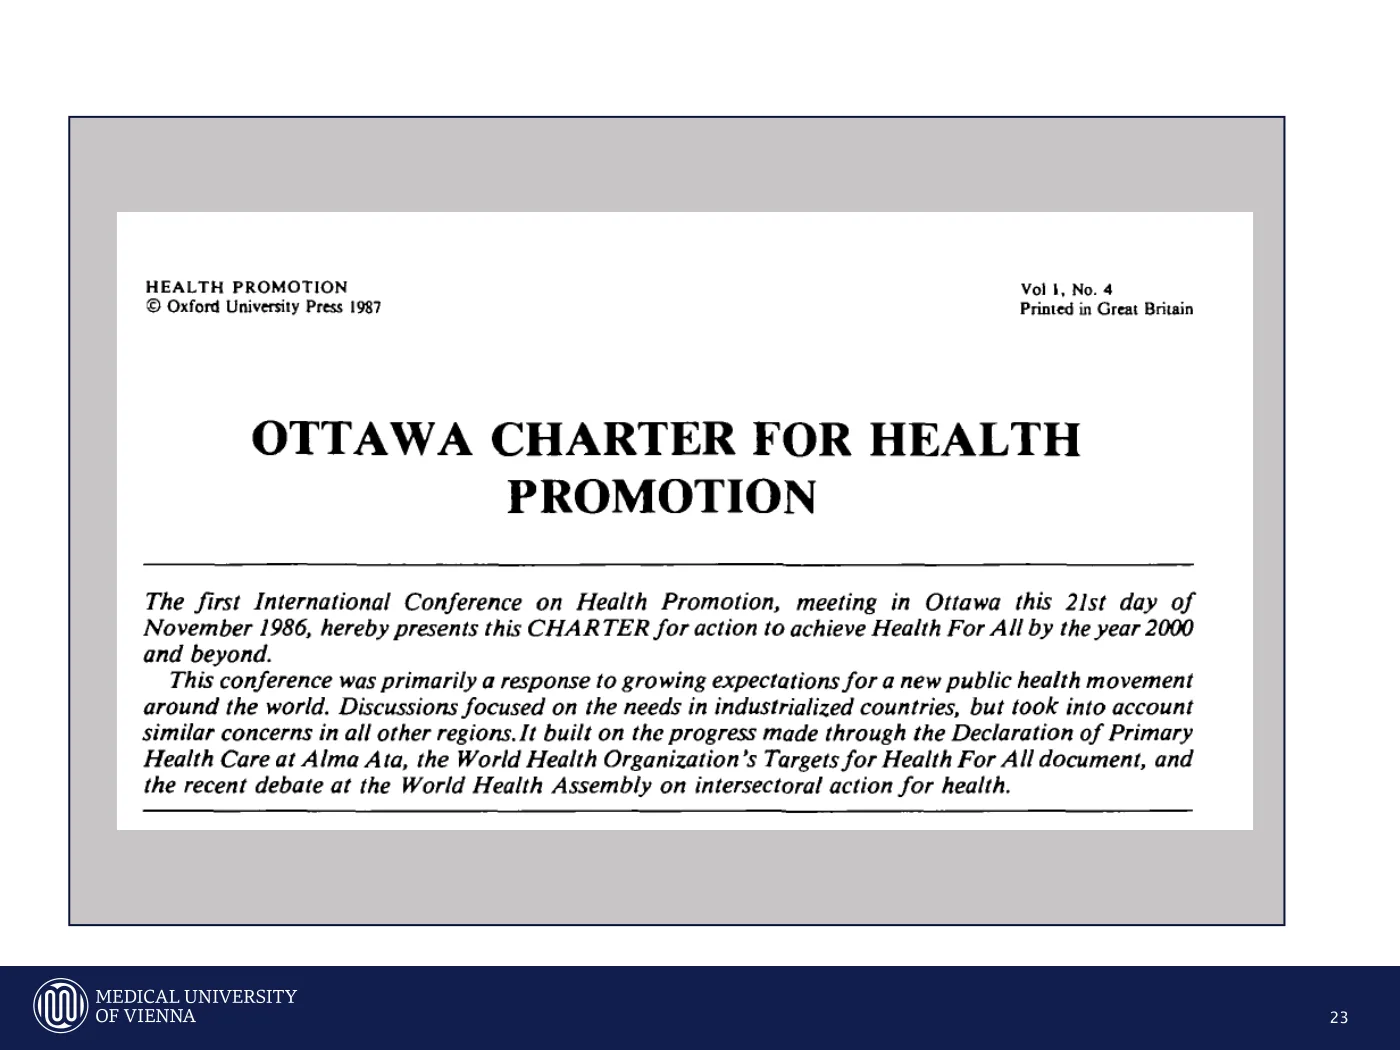 HEALTH PROMOTION
© Oxford University Press 1987
Vol 1, No. 4
Printed in Great Britain
OTTAWA CHARTER FOR HEALTH
PROMOTION
The first International Conference on Health Promotion, meeting in Ottawa this 21st day of
November 1986, hereby presents this CHARTER for action to achieve Health For All by the year 2000
and beyond.
This conference was primarily a response to growing expectations for a new public health movement
around the world. Discussions focused on the needs in industrialized countries, but took into account
similar concerns in all other regions. It built on the progress made through the Declaration of Primary
Health Care at Alma Ata, the World Health Organization's Targets for Health For All document, and
the recent debate at the World Health Assembly on intersectoral action for health.
MEDICAL UNIVERSITY
OF VIENNA
23